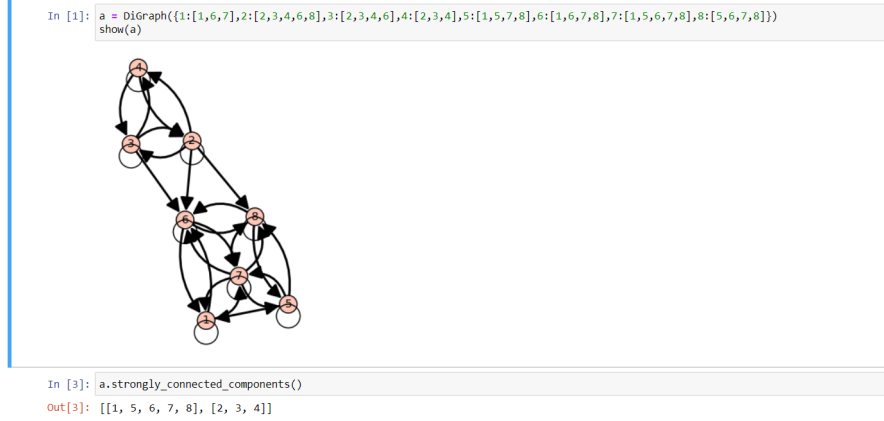 In [1]: a = DiGraph({1:[1,6,7],2:[2,3,4,6,8],3:[2,3,4,6],4:[2,3,4],5:[1,5,7,8],6:[1,6,7,8],7:[1,5,6,7,8],8:[5,6,7,8]})
show(a)
4
3 2
6 8
7
5
1
In [3]: a.strongly_connected_components()
Out[3]: [[1, 5, 6, 7, 8], [2, 3, 4]]